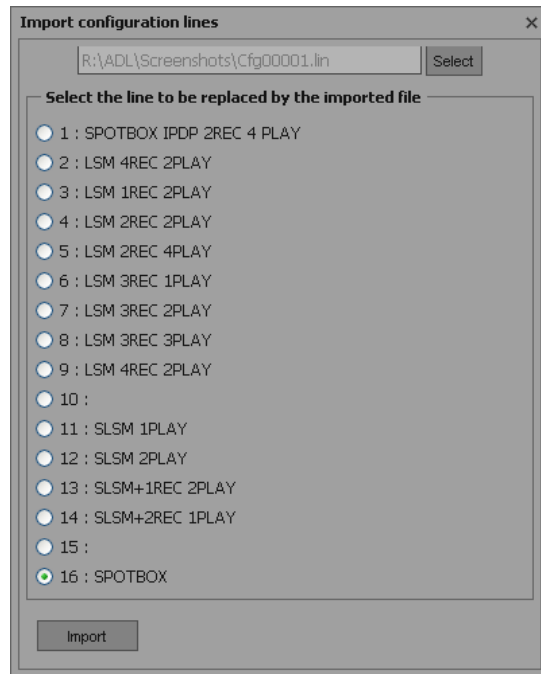 Import configuration lines
R:\ADL\Screenshots\Cfg00001.lin
Select
Select the line to be replaced by the imported file
1 : SPOTBOX IPDP 2REC 4 PLAY
2 : LSM 4REC 2PLAY
3 : LSM 1REC 2PLAY
4 : LSM 2REC 2PLAY
5 : LSM 2REC 4PLAY
6 : LSM 3REC 1PLAY
7 : LSM 3REC 2PLAY
8 : LSM 3REC 3PLAY
9 : LSM 4REC 2PLAY
10 :
11 : SLSM 1PLAY
12 : SLSM 2PLAY
13 : SLSM+1REC 2PLAY
14 : SLSM+2REC 1PLAY
15 :
16 : SPOTBOX
Import